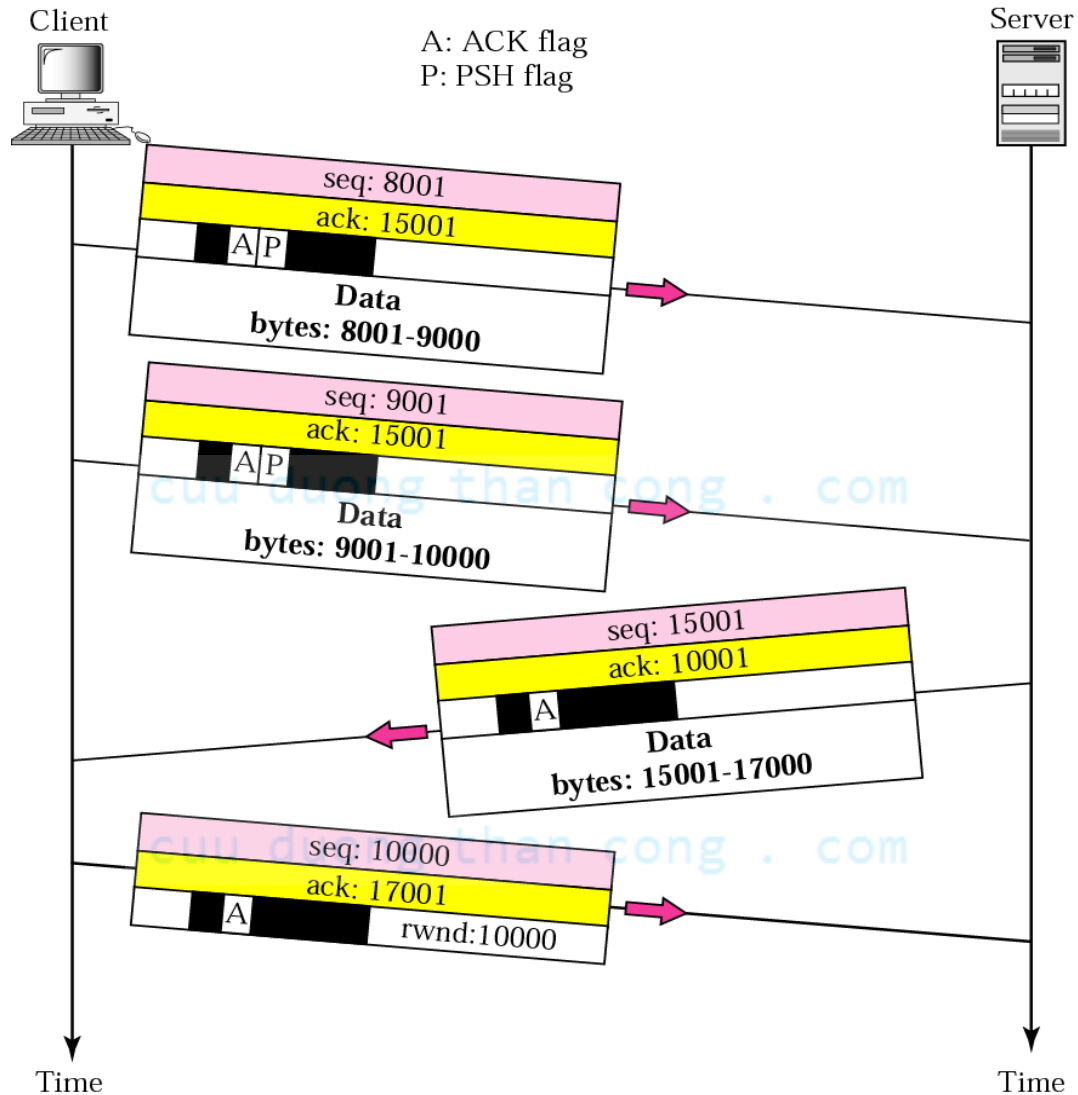 Client
Server
A: ACK flag
P: PSH flag
seq: 8001
ack: 15001
A P
Data
bytes: 8001-9000
seq: 9001
ack: 15001
A P
cuu duong than cong . com
Data
bytes: 9001-10000
seq: 15001
ack: 10001
A
Data
bytes: 15001-17000
cuu duong than cong . com
seq: 10000
ack: 17001
A
rwnd:10000
Time
Time